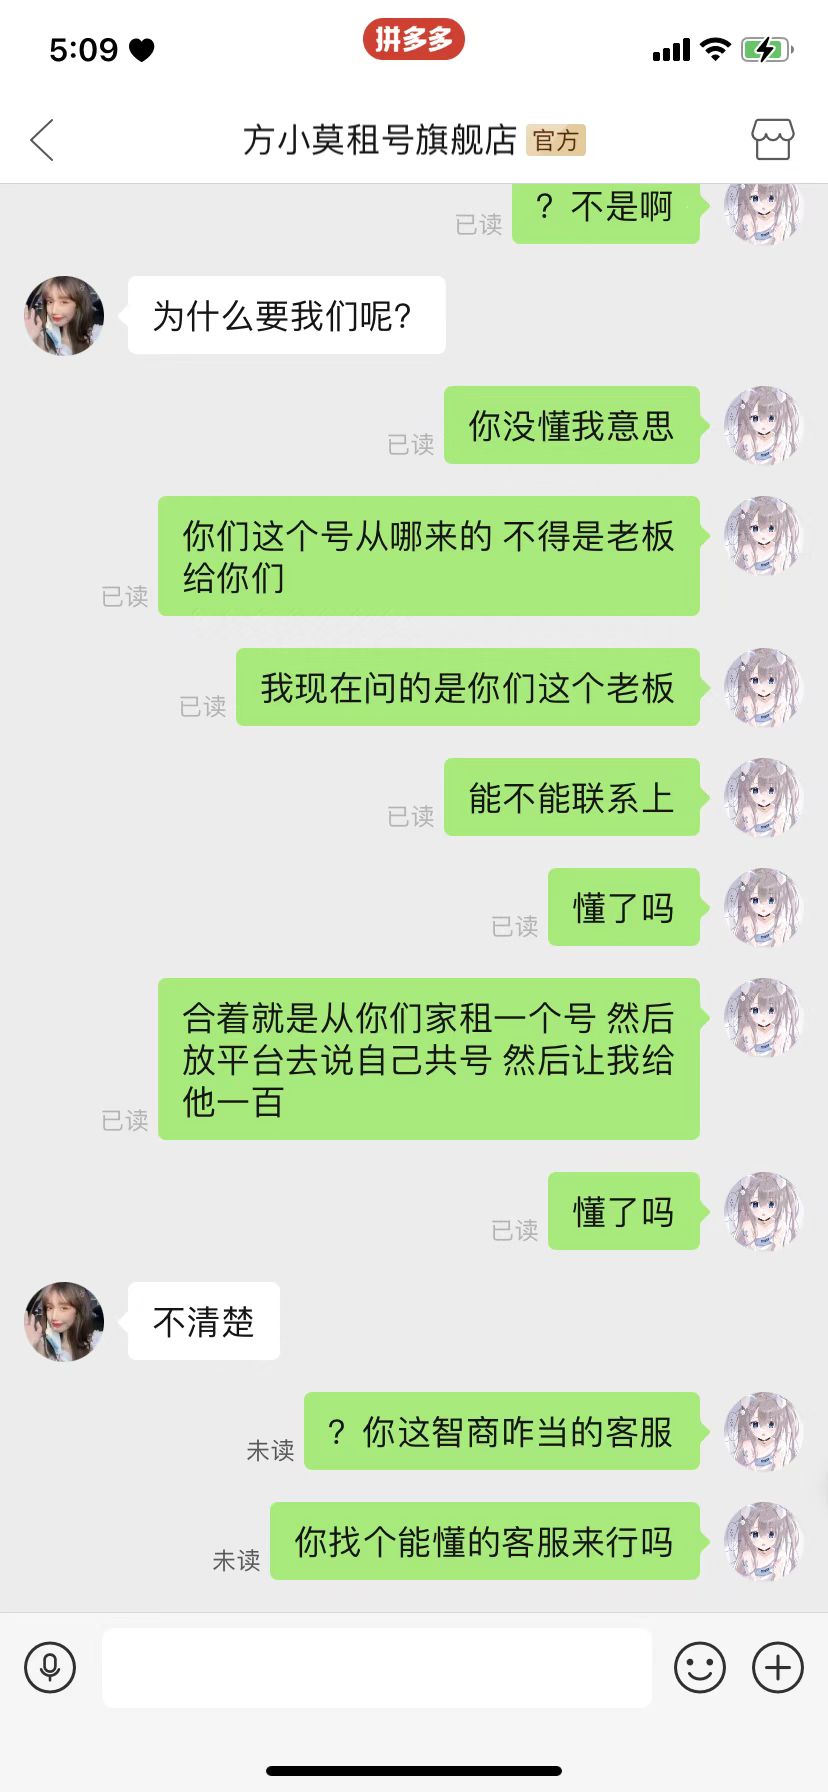 5:09
拼多多
方小莫租号旗舰店 官方
？不是啊
已读
为什么要我们呢?
你没懂我意思
已读
你们这个号从哪来的 不得是老板
给你们
已读
我现在问的是你们这个老板
已读
能不能联系上
已读
懂了吗
已读
合着就是从你们家租一个号 然后
放平台去说自己共号 然后让我给
他一百
已读
懂了吗
已读
不清楚
？你这智商咋当的客服
未读
你找个能懂的客服来行吗
未读